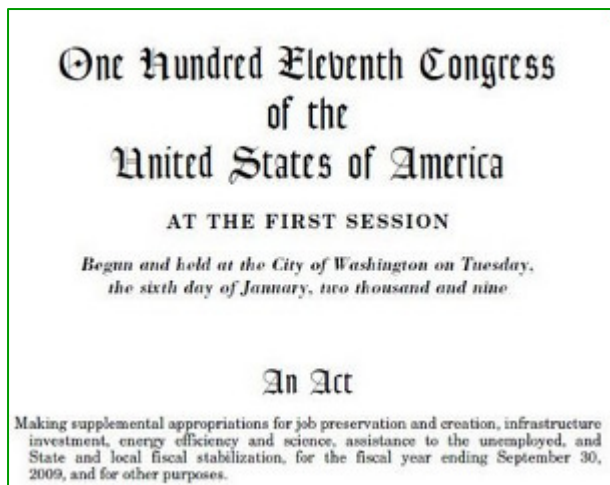 One Hundred Eleventh Congress
of the
United States of America
AT THE FIRST SESSION
Begun and held at the City of Washington on Tuesday,
the sixth day of January, two thousand and nine
An Act
Making supplemental appropriations for job preservation and creation, infrastructure
investment, energy efficiency and science, assistance to the unemployed, and
State and local fiscal stabilization, for the fiscal year ending September 30,
2009, and for other purposes.